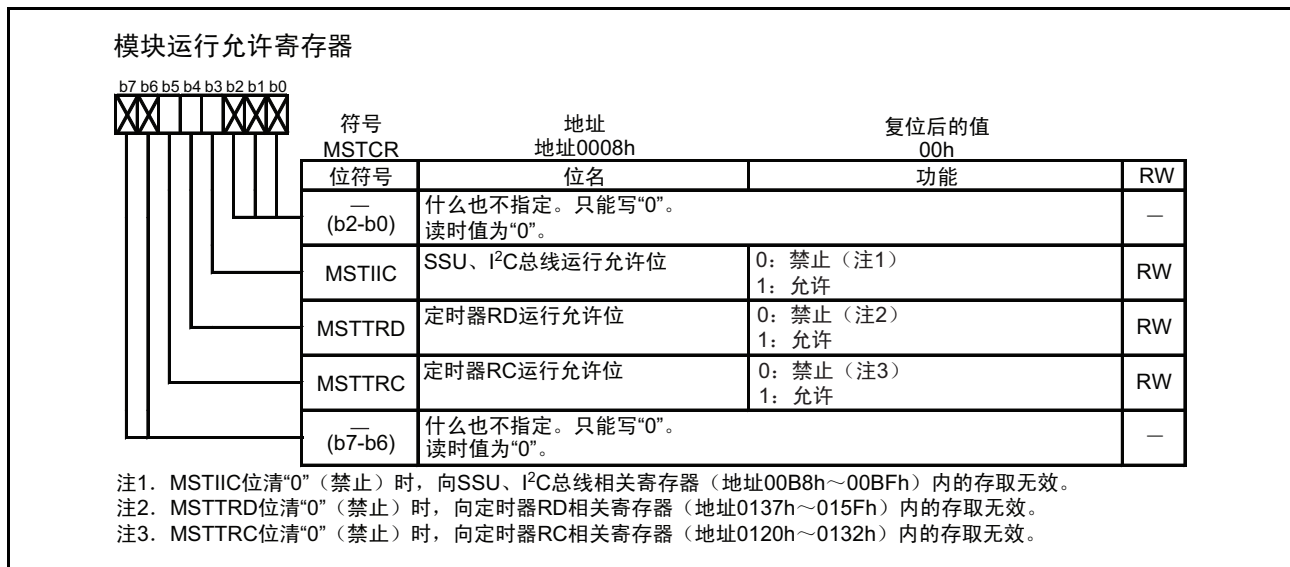 模块运行允许寄存器
b7 b6 b5 b4 b3 b2 b1 b0
符号 地址 复位后的值
MSTCR 地址0008h 00h
位符号 位名 功能 RW
— 什么也不指定。只能写“0”。
(b2-b0) 读时值为“0”。 —
MSTIIC SSU、I²C总线运行允许位 0：禁止（注1） RW
1：允许
MSTTRD 定时器RD运行允许位 0：禁止（注2） RW
1：允许
MSTTRC 定时器RC运行允许位 0：禁止（注3） RW
1：允许
— 什么也不指定。只能写“0”。
(b7-b6) 读时值为“0”。 —
注1. MSTIIC位清“0”（禁止）时，向SSU、I²C总线相关寄存器（地址00B8h～00BFh）内的存取无效。
注2. MSTTRD位清“0”（禁止）时，向定时器RD相关寄存器（地址0137h～015Fh）内的存取无效。
注3. MSTTRC位清“0”（禁止）时，向定时器RC相关寄存器（地址0120h～0132h）内的存取无效。